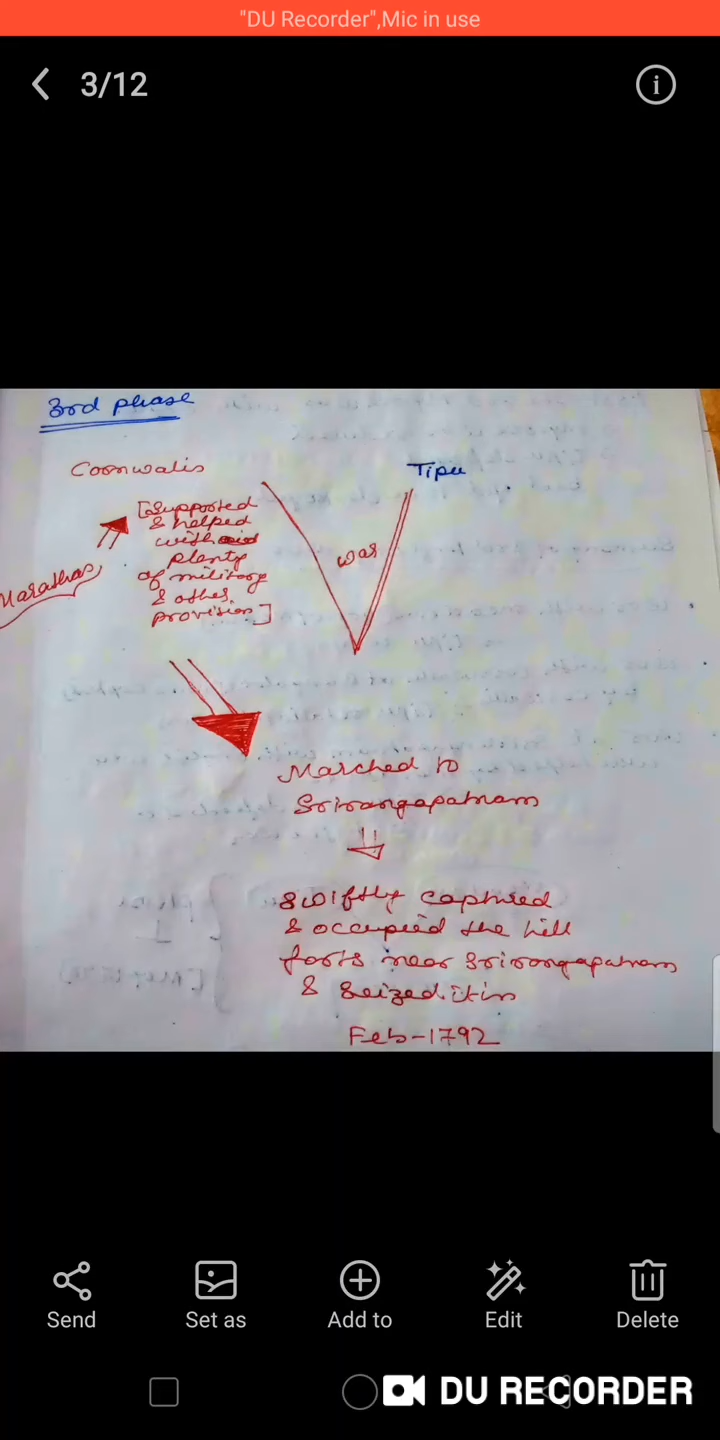 "DU Recorder",Mic in use
3/12
3rd phase
Coonwalis
Tipu
[Supported
& helped
with
plenty
of military
& other
provision]
Marathas
war
Marched to
Srirangapatnam
swiftly captured
& occupied the hill
forts near Srirangapatnam
& seized it in
Feb-1792
Send
Set as
Add to
Edit
Delete
DU RECORDER